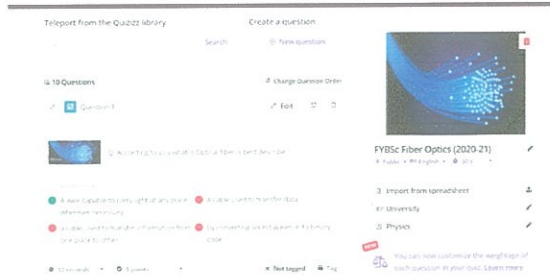 Teleport from the Quizizz library
Create a question
Search
New question
10 Questions
Change Question Order
Question 1
Edit
Q. According to you what is Optical fiber is best describe
A wire capable to carry light at any place wherever necessary
A cable used to transfer data
a cable used to transfer information from one place to other
by converting
code
5 points
Not tagged
Tag
FYBSc Fiber Optics (2020-21)
Public • English •
Import from spreadsheet
University
Physics
NEW
You can now customize the weightage of
each question in your quiz. Learn more